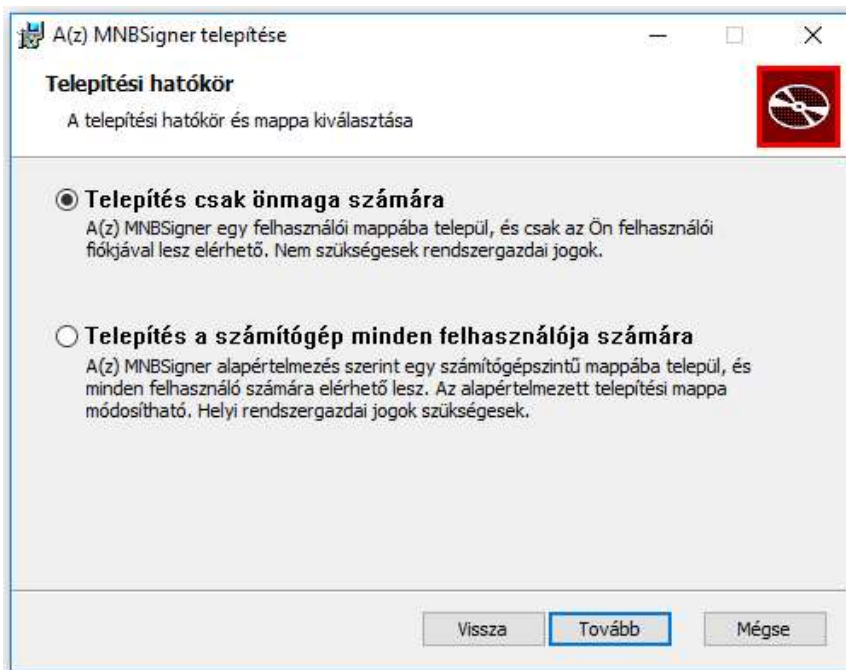 A(z) MNBSigner telepítése
Telepítési hatókör
A telepítési hatókör és mappa kiválasztása
Telepítés csak önmaga számára
A(z) MNBSigner egy felhasználói mappába települ, és csak az Ön felhasználói
fiókjával lesz elérhető. Nem szükségesek rendszergazdai jogok.
Telepítés a számítógép minden felhasználója számára
A(z) MNBSigner alapértelmezés szerint egy számítógépszintű mappába települ, és
minden felhasználó számára elérhető lesz. Az alapértelmezett telepítési mappa
módosítható. Helyi rendszergazdai jogok szükségesek.
Vissza Tovább Mégse